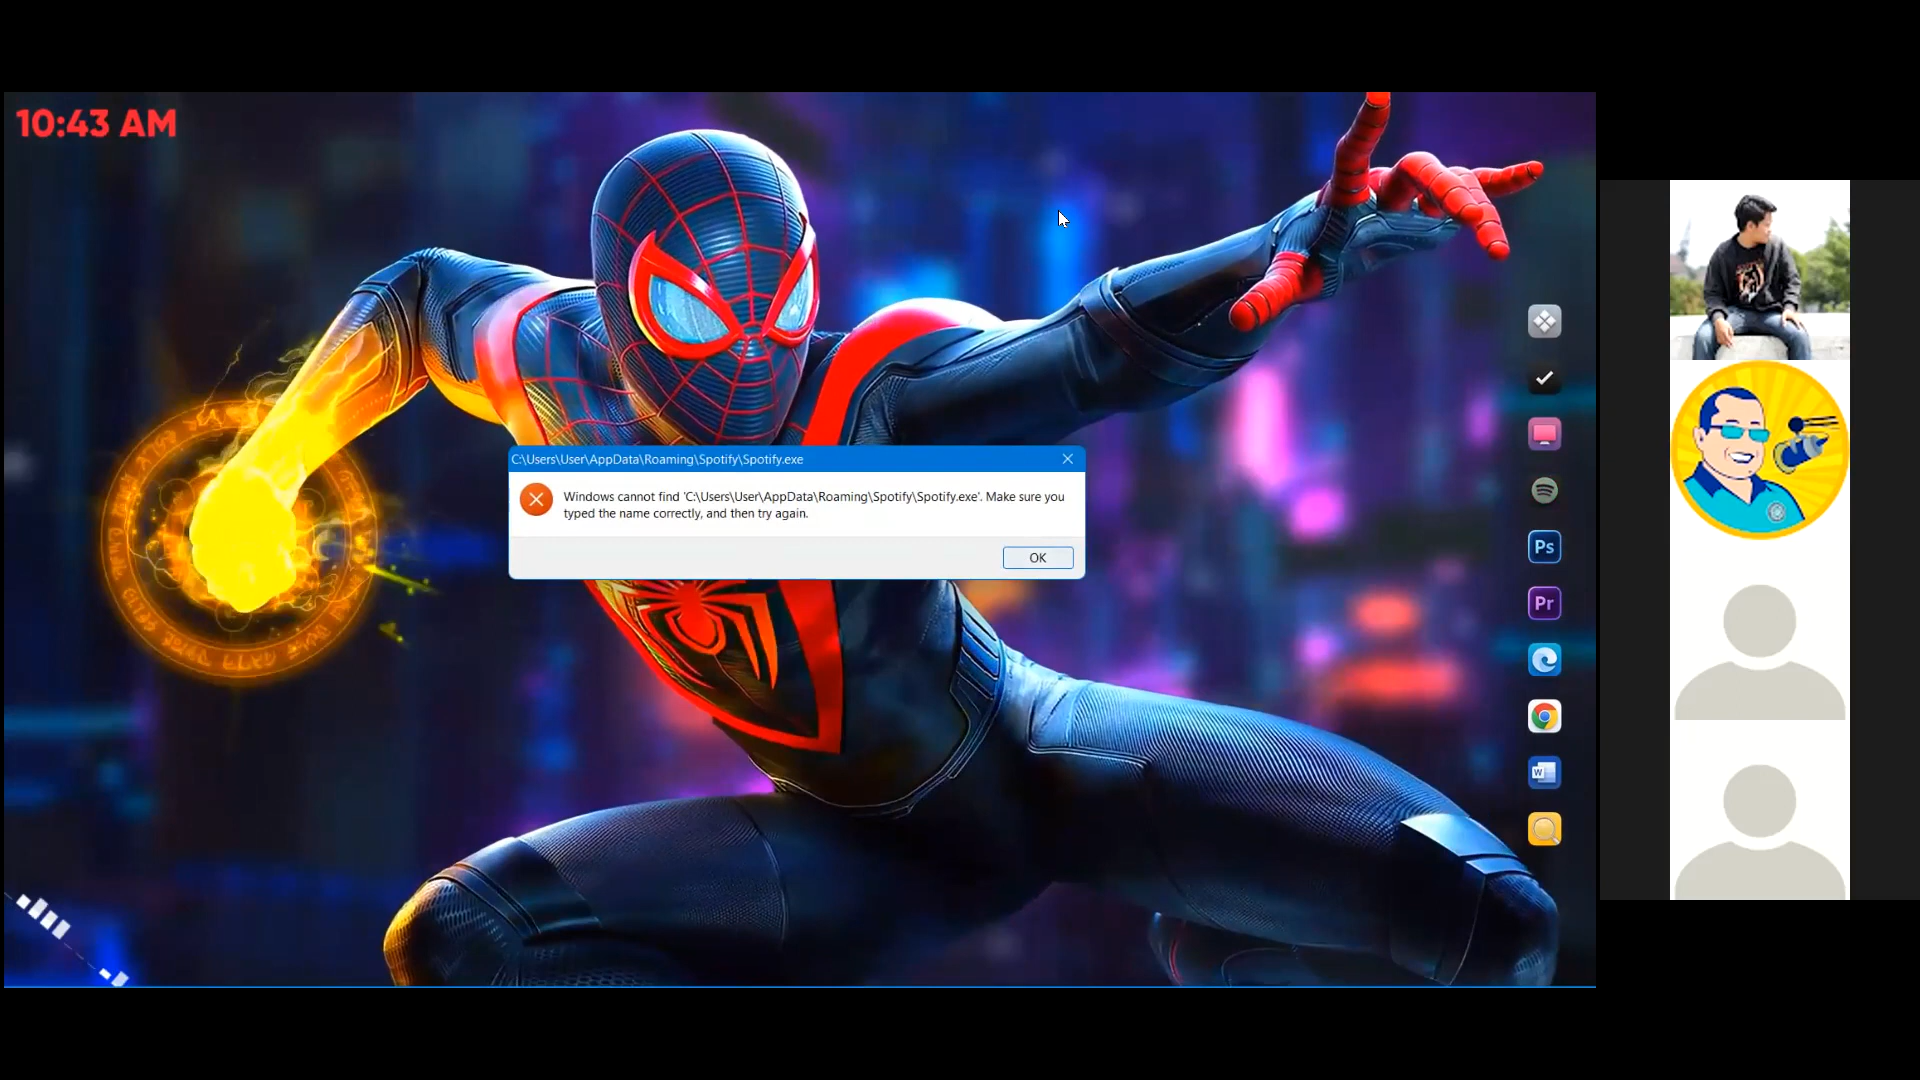 10:43 AM
C:\Users\User\AppData\Roaming\Spotify\Spotify.exe
Windows cannot find 'C:\Users\User\AppData\Roaming\Spotify\Spotify.exe'. Make sure you
typed the name correctly, and then try again.
OK
Ps
Pr
W